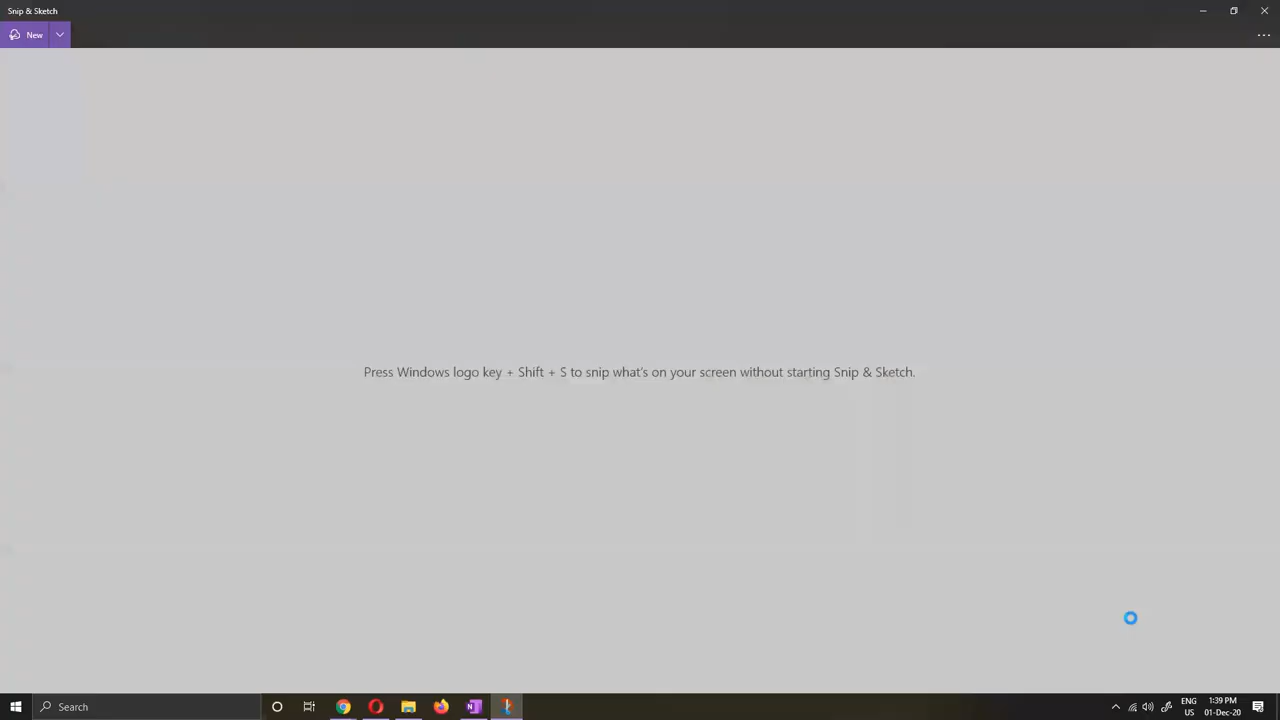 Snip & Sketch
New
Press Windows logo key + Shift + S to snip what's on your screen without starting Snip & Sketch.
Search
N
ENG
US
1:39 PM
01-Dec-20